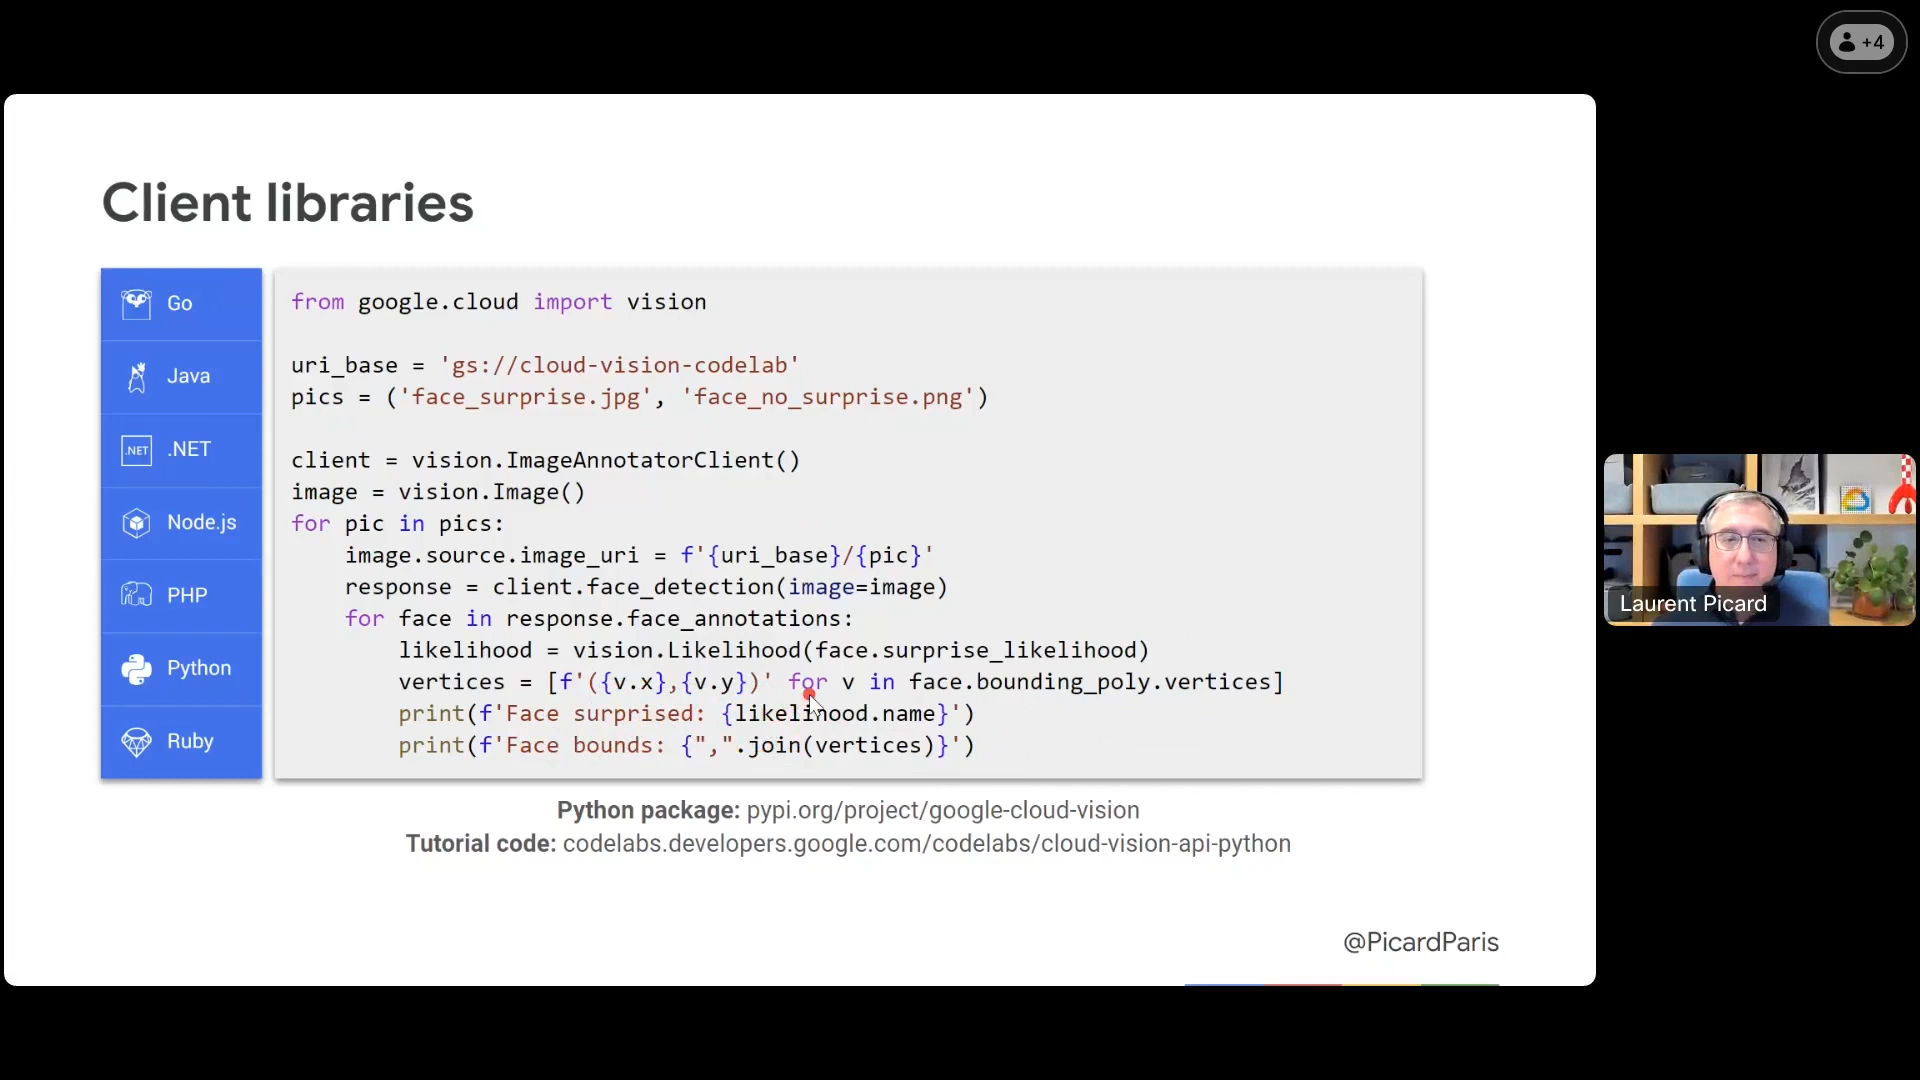 +4
Client libraries
Go
Java
.NET .NET
Node.js
PHP
Python
Ruby
from google.cloud import vision
uri_base = 'gs://cloud-vision-codelab'
pics = ('face_surprise.jpg', 'face_no_surprise.png')
client = vision.ImageAnnotatorClient()
image = vision.Image()
for pic in pics:
    image.source.image_uri = f'{uri_base}/{pic}'
    response = client.face_detection(image=image)
    for face in response.face_annotations:
        likelihood = vision.Likelihood(face.surprise_likelihood)
        vertices = [f'({v.x},{v.y})' for v in face.bounding_poly.vertices]
        print(f'Face surprised: {likelihood.name}')
        print(f'Face bounds: {",".join(vertices)}')
Python package: pypi.org/project/google-cloud-vision
Tutorial code: codelabs.developers.google.com/codelabs/cloud-vision-api-python
@PicardParis
Laurent Picard